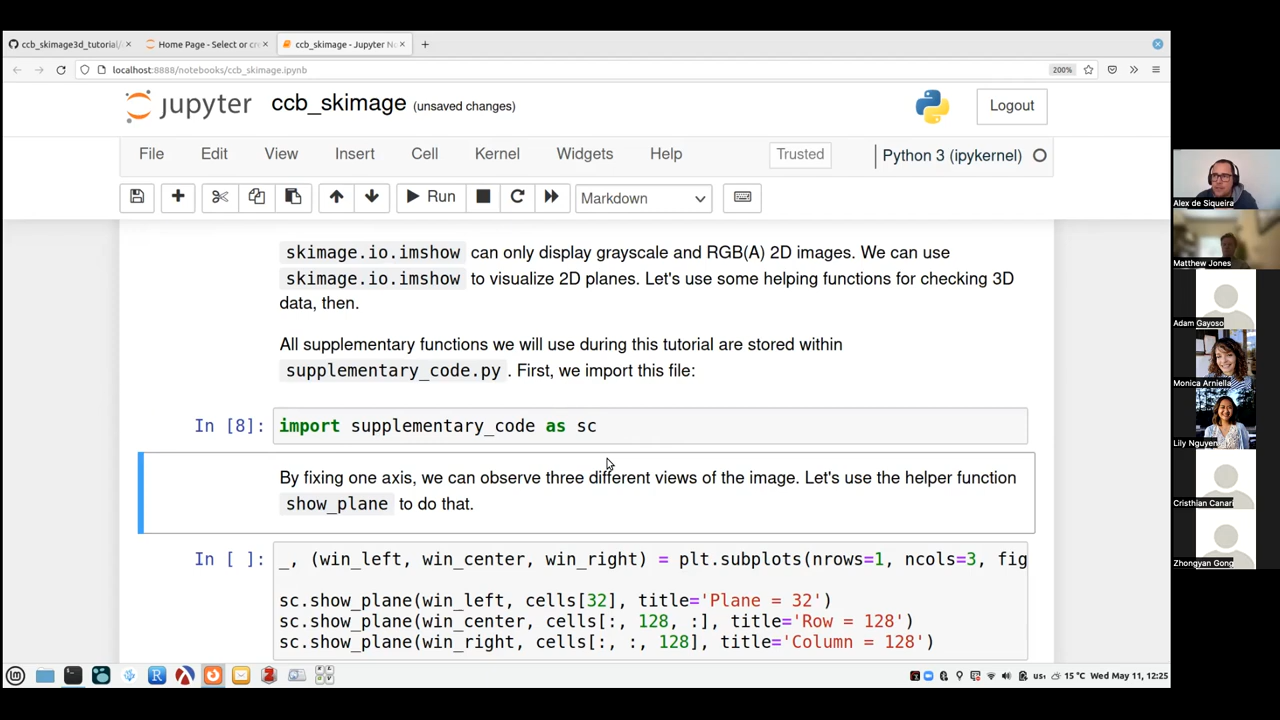 ccb_skimage3d_tutorial/
Home Page - Select or cre
ccb_skimage - Jupyter No
localhost:8888/notebooks/ccb_skimage.ipynb
200%
jupyter
ccb_skimage (unsaved changes)
Logout
File Edit View Insert Cell Kernel Widgets Help
Trusted
Python 3 (ipykernel)
Run
Markdown
skimage.io.imshow can only display grayscale and RGB(A) 2D images. We can use
skimage.io.imshow to visualize 2D planes. Let's use some helping functions for checking 3D
data, then.
All supplementary functions we will use during this tutorial are stored within
supplementary_code.py . First, we import this file:
In [8]: import supplementary_code as sc
By fixing one axis, we can observe three different views of the image. Let's use the helper function
show_plane to do that.
In [ ]: _, (win_left, win_center, win_right) = plt.subplots(nrows=1, ncols=3, fig
sc.show_plane(win_left, cells[32], title='Plane = 32')
sc.show_plane(win_center, cells[:, 128, :], title='Row = 128')
sc.show_plane(win_right, cells[:, :, 128], title='Column = 128')
us₁ 15 °C Wed May 11, 12:25
Alex de Siqueira
Matthew Jones
Adam Gayoso
Monica Arniella
Lily Nguyen
Cristhian Canari
Zhongyan Gong